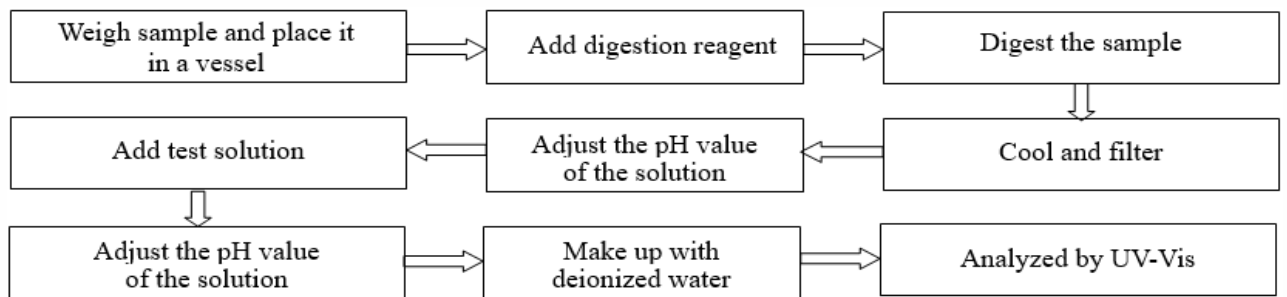 Weigh sample and place it
in a vessel
Add digestion reagent
Digest the sample
Cool and filter
Adjust the pH value
of the solution
Add test solution
Adjust the pH value
of the solution
Make up with
deionized water
Analyzed by UV-Vis